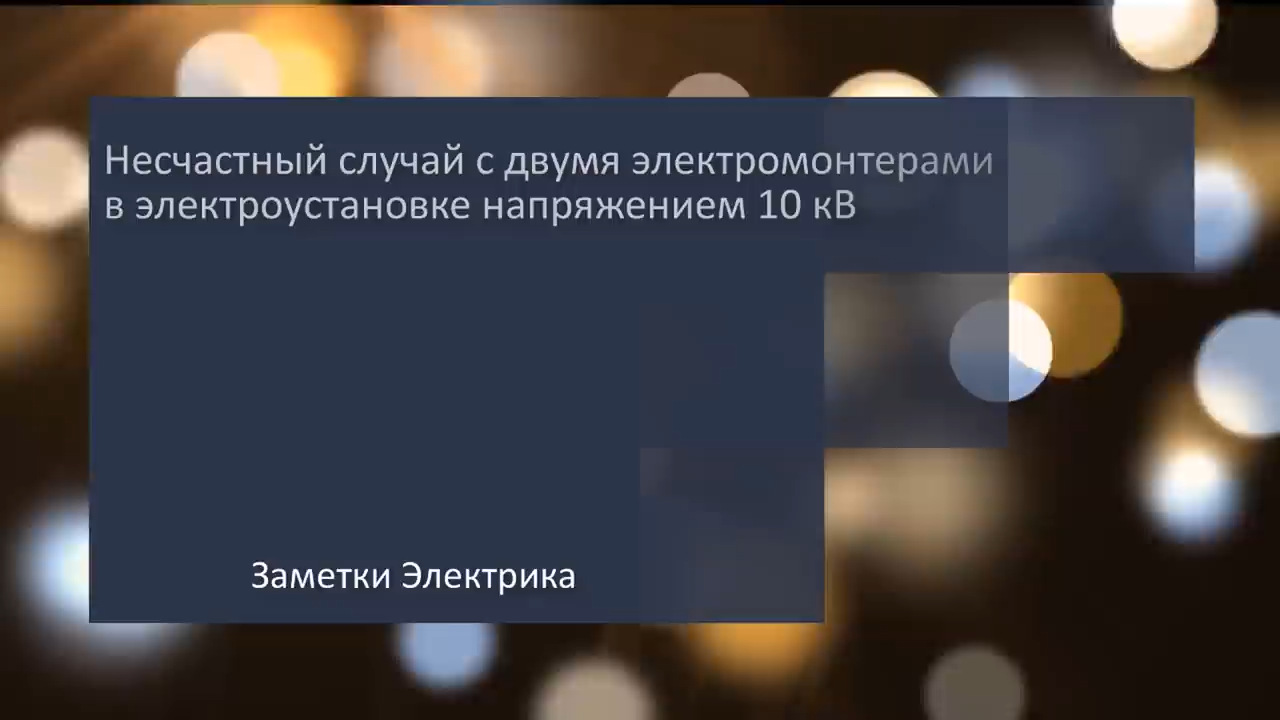 Несчастный случай с двумя электромонтерами
в электроустановке напряжением 10 кВ
Заметки Электрика